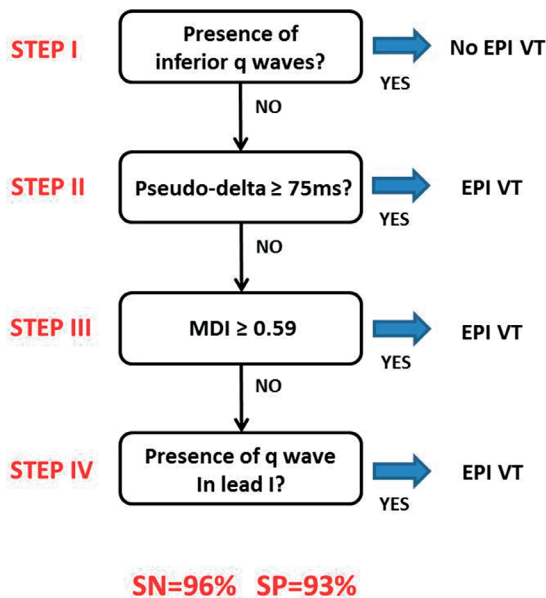 STEP I
Presence of
inferior q waves?
YES
No EPI VT
NO
STEP II
Pseudo-delta ≥ 75ms?
YES
EPI VT
NO
STEP III
MDI ≥ 0.59
YES
EPI VT
NO
STEP IV
Presence of q wave
In lead I?
YES
EPI VT
SN=96% SP=93%